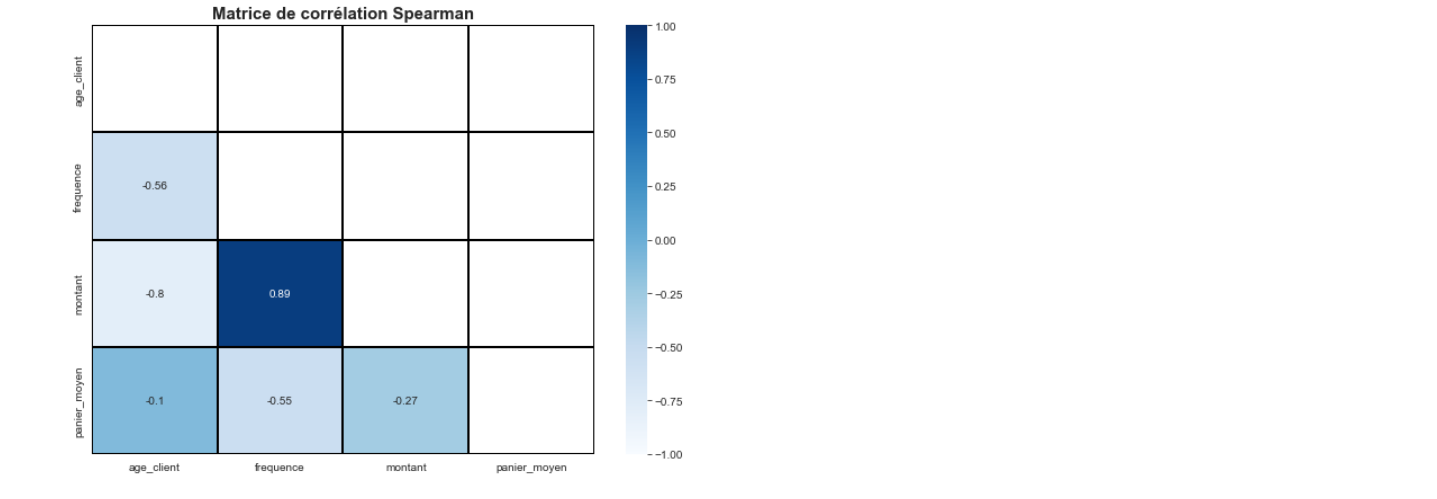 Matrice de corrélation Spearman
age_client
frequence
-0.56
montant
-0.8 0.89
panier_moyen
-0.1 -0.55 -0.27
age_client frequence montant panier_moyen
1.00
0.75
0.50
0.25
0.00
−0.25
−0.50
−0.75
−1.00